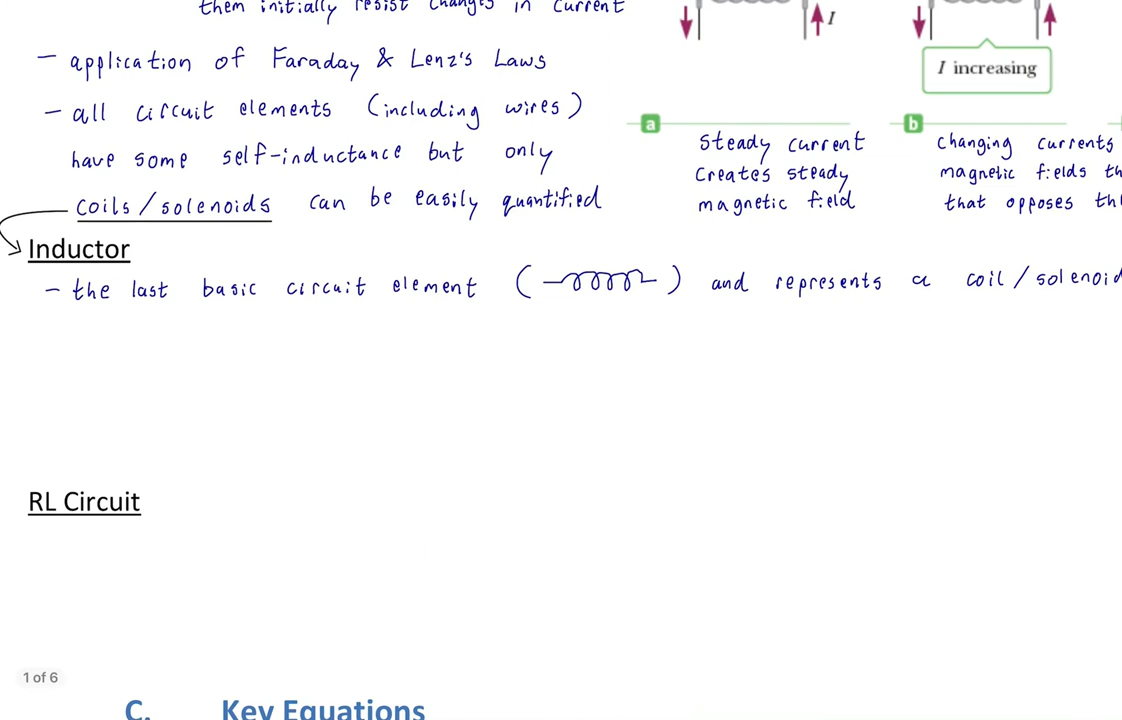 them initially resist changes in current
- application of Faraday & Lenz's Laws
- all circuit elements (including wires)
have some self-inductance but only
coils/solenoids can be easily quantified
I
I increasing
a
b
steady current
creates steady
magnetic field
changing currents
magnetic fields th
that opposes th
Inductor
- the last basic circuit element ( ) and represents a coil/solenoid
RL Circuit
1 of 6
C. Key Equations